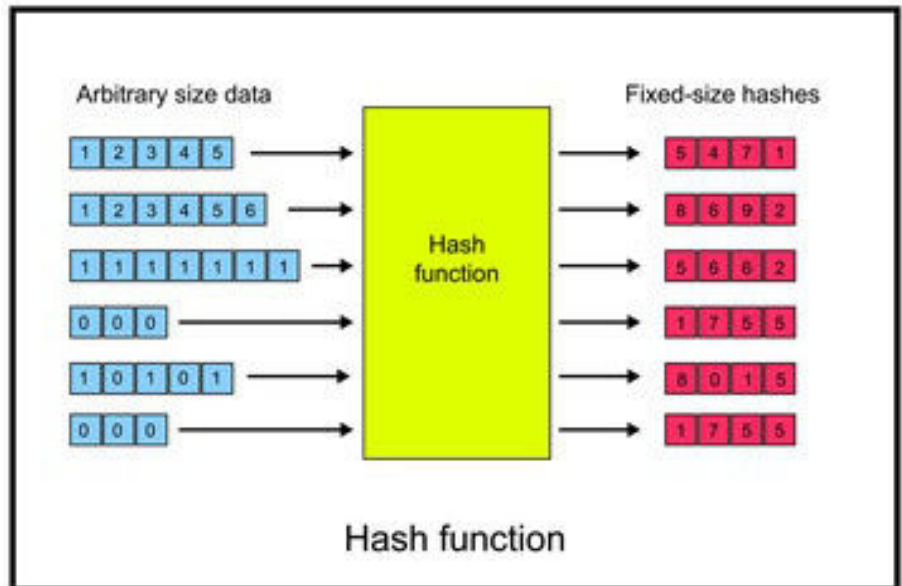 Arbitrary size data
Fixed-size hashes
1 2 3 4 5
5 4 7 1
1 2 3 4 5 6
8 6 9 2
1 1 1 1 1 1 1
5 6 6 2
0 0 0
1 7 5 5
1 0 1 0 1
8 0 1 5
0 0 0
1 7 5 5
Hash
function
Hash function